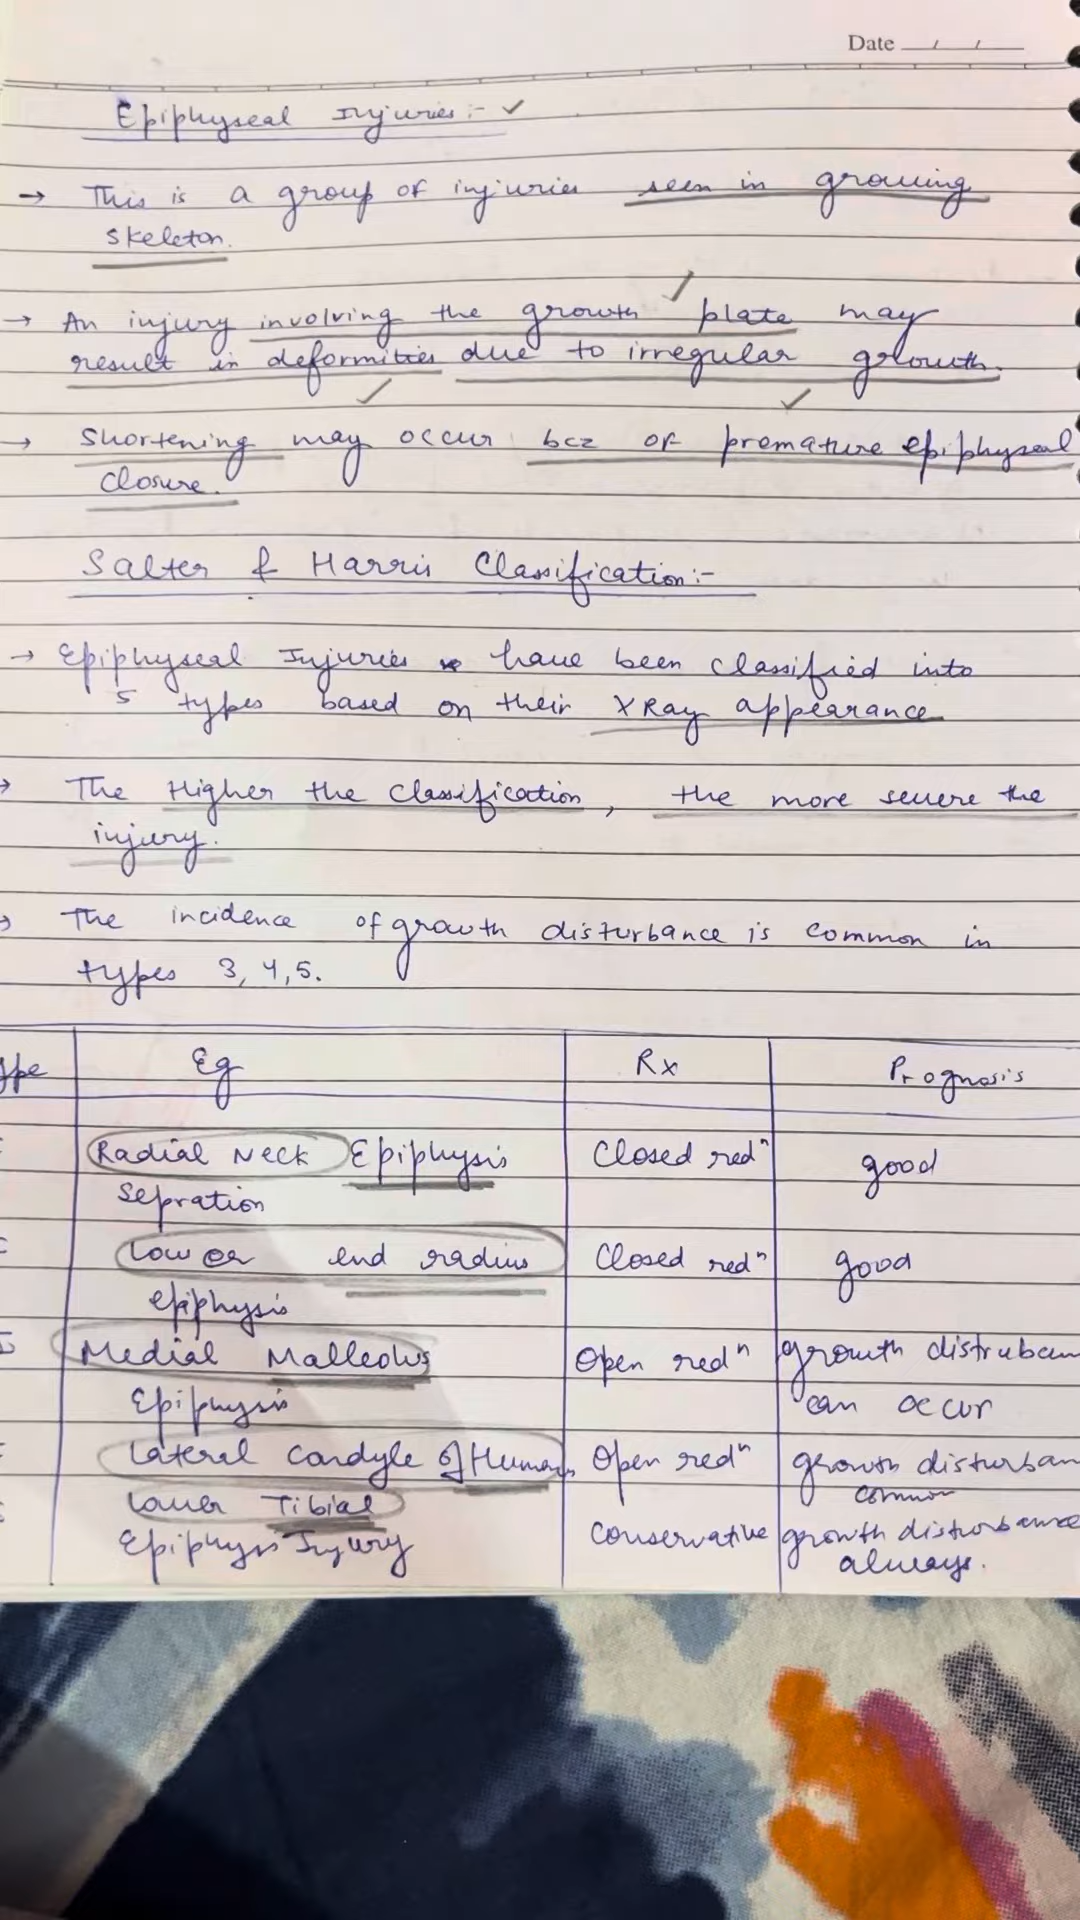 Date
Epiphyseal Injuries :-
→ This is a group of injuries seen in growing
skeleton.
→ An injury involving the growth plate may
result in deformities due to irregular growth.
→ Shortening may occur bcz of premature epiphyseal
closure.
Salter & Harris Classification :-
→ Epiphyseal Injuries have been classified into
5 types based on their X Ray appearance
→ The Higher the classification, the more severe the
injury.
→ The incidence of growth disturbance is common in
types 3, 4, 5.
ype Eg Rx Prognosis
Radial Neck Epiphysis Closed redⁿ good
Sepration
Lower end radius Closed redⁿ good
epiphysis
Medial Malleolus Open redⁿ growth distruban
Epiphysis can occur
Lateral Condyle of Humer Open redⁿ growth disturban
common
Lower Tibial
Epiphysis Injury conservative growth disturbance
always.